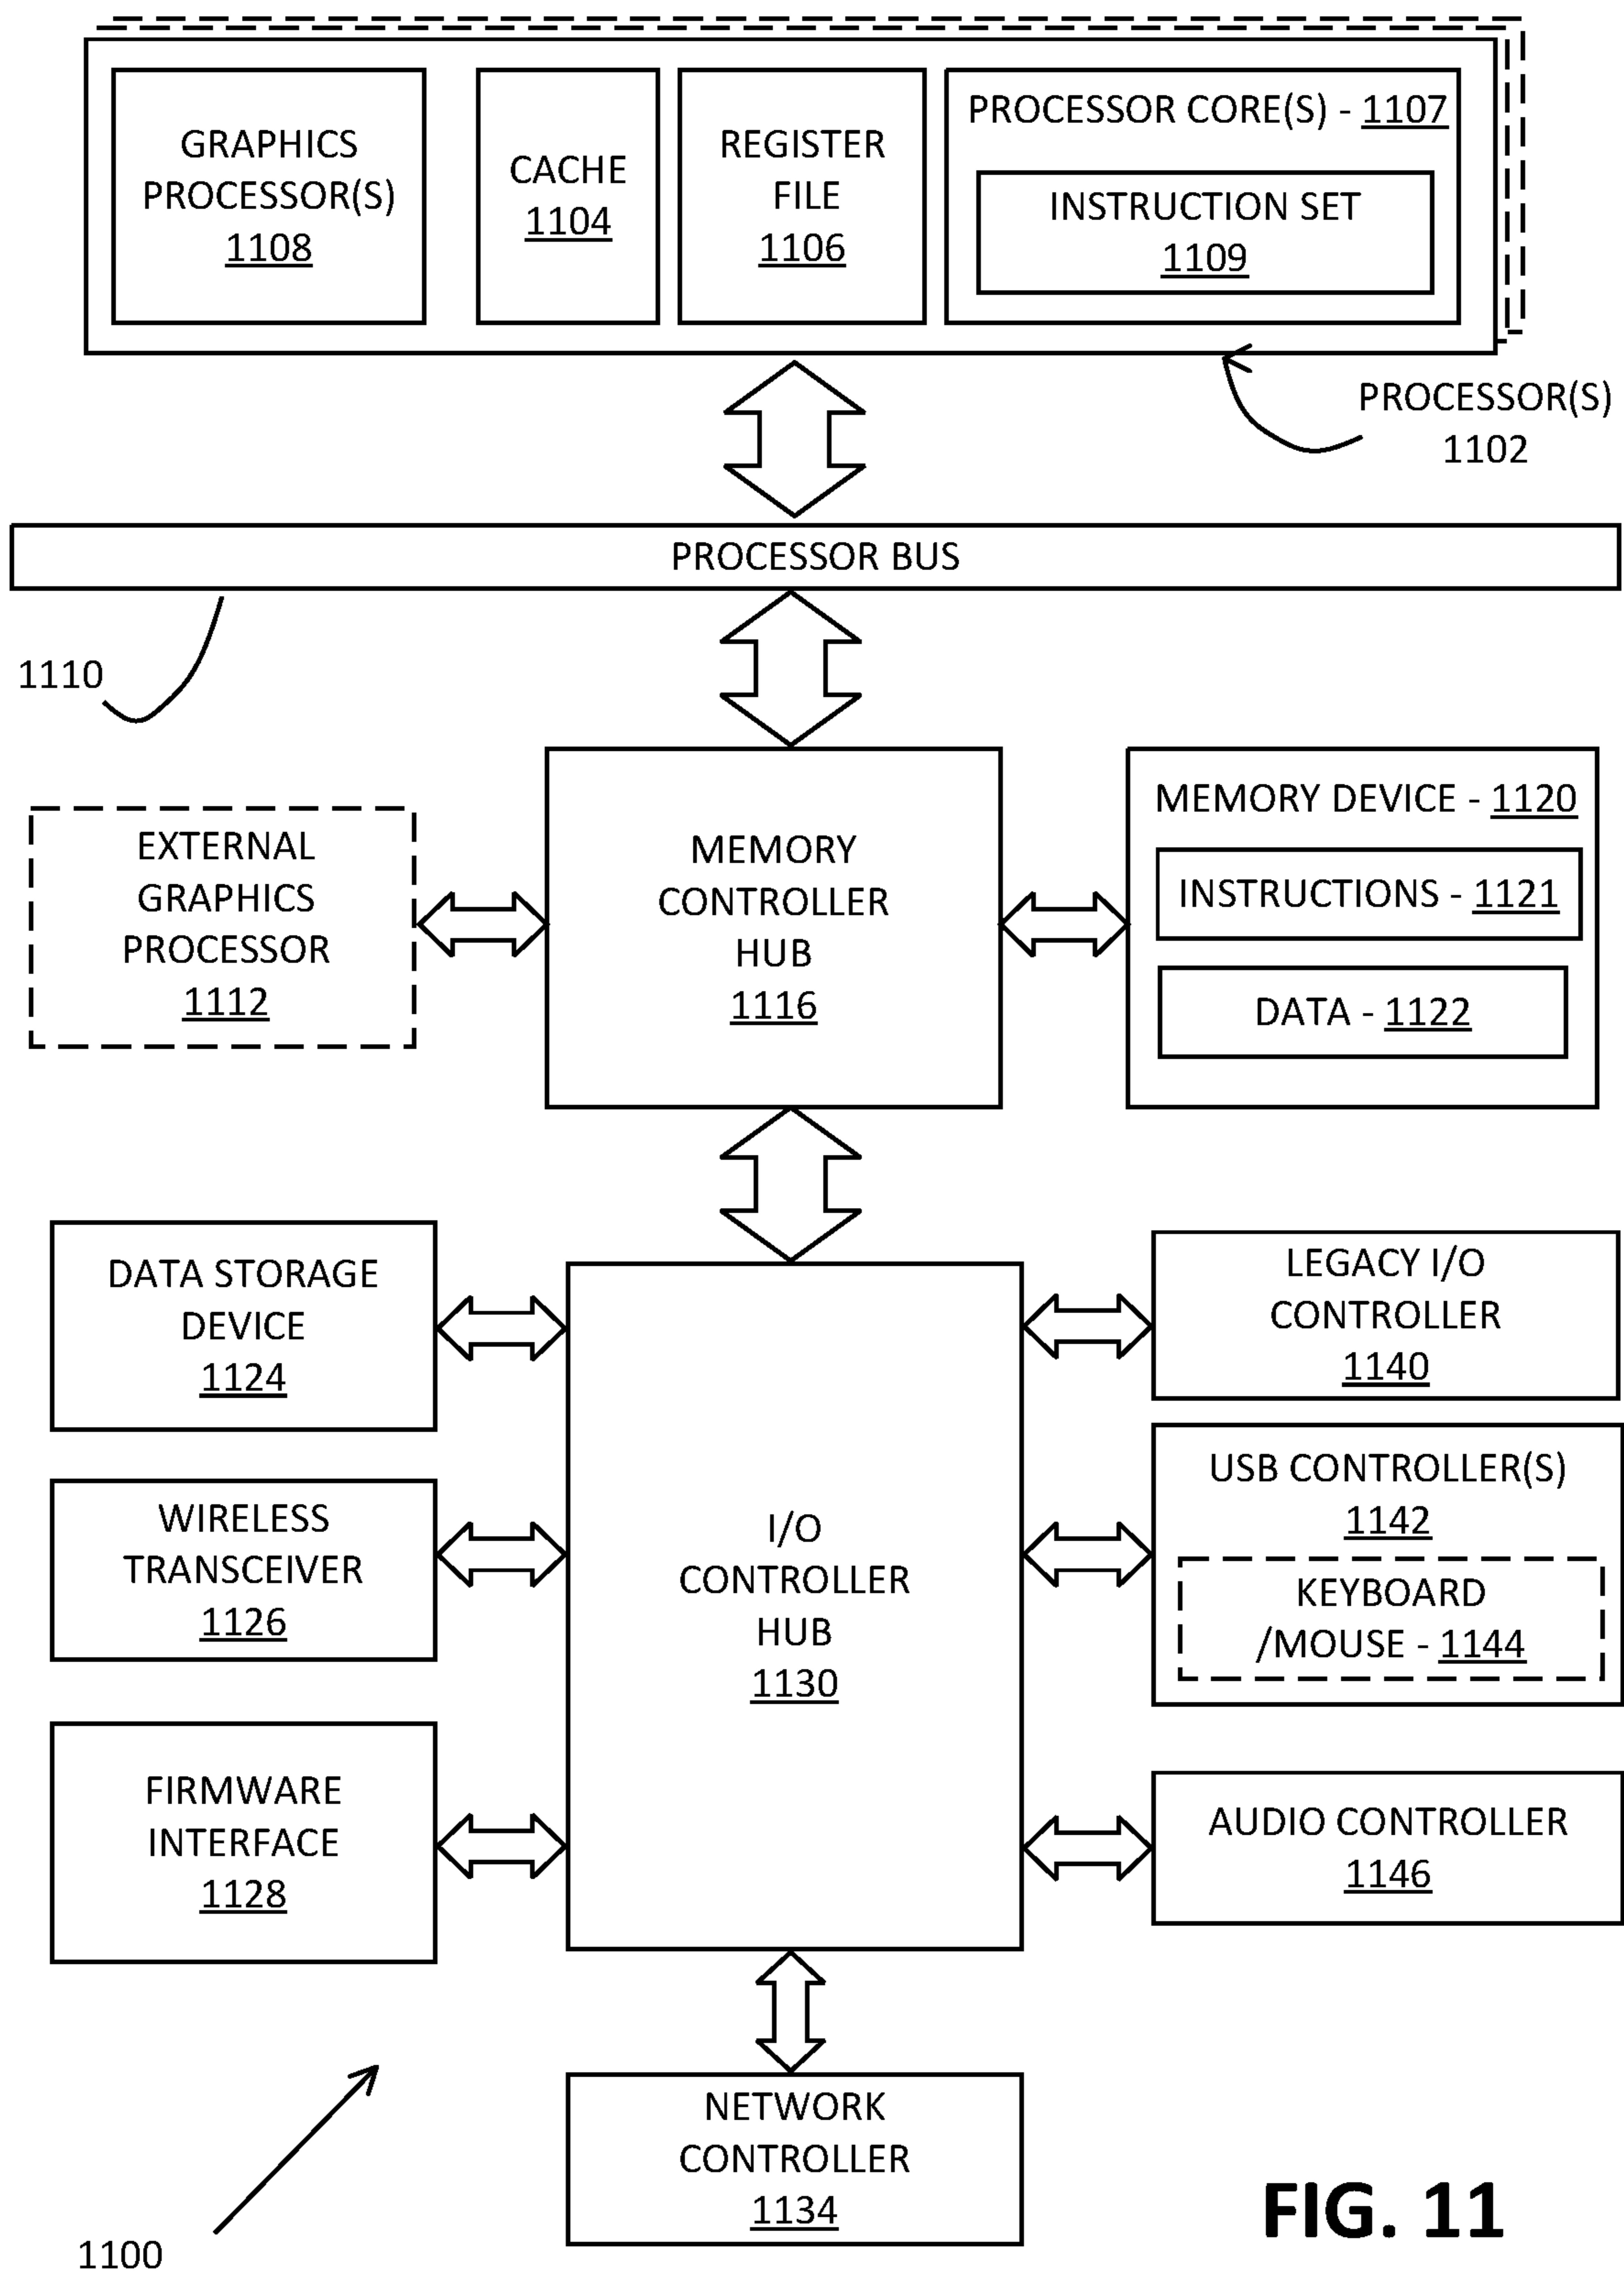 GRAPHICS
PROCESSOR(S)
1108
CACHE
1104
REGISTER
FILE
1106
PROCESSOR CORE(S) - 1107
INSTRUCTION SET
1109
PROCESSOR(S)
1102
PROCESSOR BUS
1110
EXTERNAL
GRAPHICS
PROCESSOR
1112
MEMORY
CONTROLLER
HUB
1116
MEMORY DEVICE - 1120
INSTRUCTIONS - 1121
DATA - 1122
DATA STORAGE
DEVICE
1124
WIRELESS
TRANSCEIVER
1126
FIRMWARE
INTERFACE
1128
I/O
CONTROLLER
HUB
1130
LEGACY I/O
CONTROLLER
1140
USB CONTROLLER(S)
1142
KEYBOARD
/MOUSE - 1144
AUDIO CONTROLLER
1146
NETWORK
CONTROLLER
1134
1100
FIG. 11